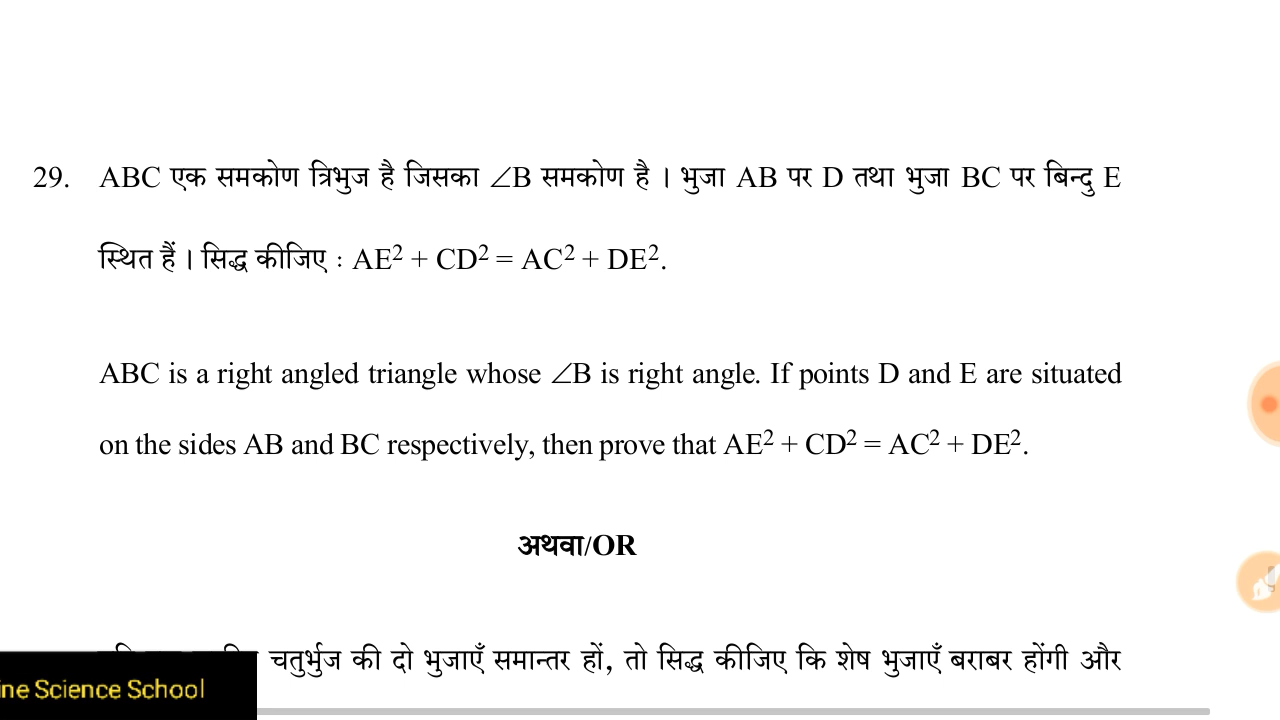 29. ABC एक समकोण त्रिभुज है जिसका ∠B समकोण है । भुजा AB पर D तथा भुजा BC पर बिन्दु E
स्थित हैं । सिद्ध कीजिए : AE² + CD² = AC² + DE².
ABC is a right angled triangle whose ∠B is right angle. If points D and E are situated
on the sides AB and BC respectively, then prove that AE² + CD² = AC² + DE².
अथवा/OR
चतुर्भुज की दो भुजाएँ समान्तर हों, तो सिद्ध कीजिए कि शेष भुजाएँ बराबर होंगी और
ine Science School